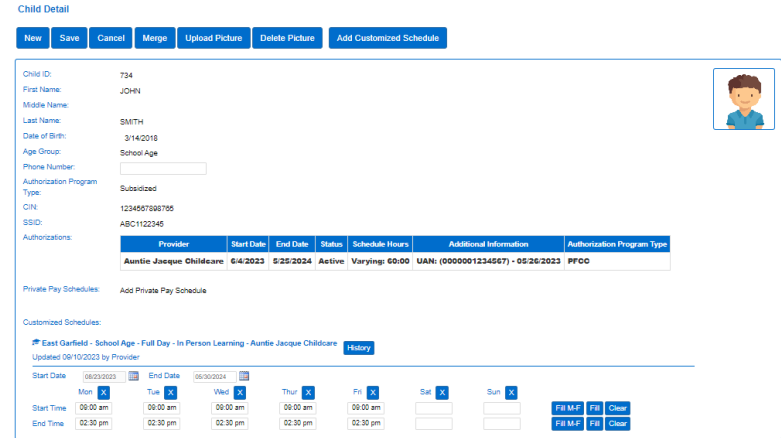 Child Detail
New Save Cancel Merge Upload Picture Delete Picture Add Customized Schedule
Child ID: 734
First Name: JOHN
Middle Name:
Last Name: SMITH
Date of Birth: 3/14/2018
Age Group: School Age
Phone Number:
Authorization Program
Type: Subsidized
CIN: 1234567898765
SSID: ABC1122345
Authorizations:
Provider Start Date End Date Status Schedule Hours Additional Information Authorization Program Type
Auntie Jacque Childcare 6/4/2023 5/25/2024 Active Varying: 60:00 UAN: (0000001234567) - 05/26/2023 PFCC
Private Pay Schedules: Add Private Pay Schedule
Customized Schedules:
East Garfield - School Age - Full Day - In Person Learning - Auntie Jacque Childcare History
Updated 09/10/2023 by Provider
Start Date 08/23/2023 End Date 05/30/2024
Mon X Tue X Wed X Thur X Fri X Sat X Sun X
Start Time 09:00 am 09:00 am 09:00 am 09:00 am 09:00 am Fill M-F Fill Clear
End Time 02:30 pm 02:30 pm 02:30 pm 02:30 pm 02:30 pm Fill M-F Fill Clear